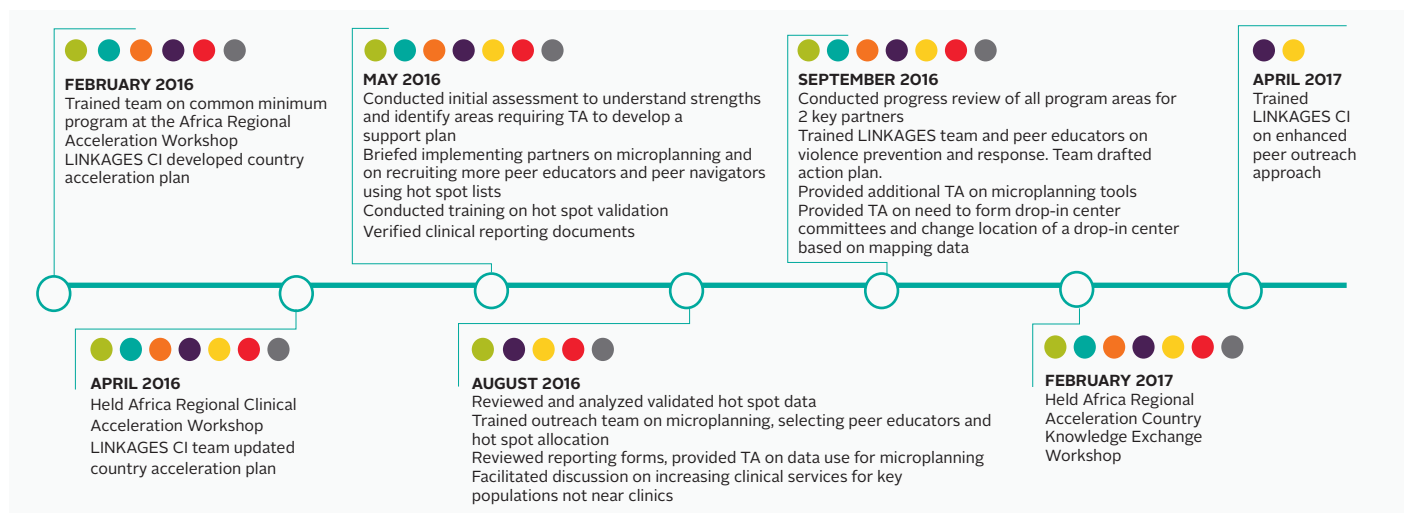 FEBRUARY 2016
Trained team on common minimum
program at the Africa Regional
Acceleration Workshop
LINKAGES CI developed country
acceleration plan
MAY 2016
Conducted initial assessment to understand strengths
and identify areas requiring TA to develop a
support plan
Briefed implementing partners on microplanning and
on recruiting more peer educators and peer navigators
using hot spot lists
Conducted training on hot spot validation
Verified clinical reporting documents
SEPTEMBER 2016
Conducted progress review of all program areas for
2 key partners
Trained LINKAGES team and peer educators on
violence prevention and response. Team drafted
action plan.
Provided additional TA on microplanning tools
Provided TA on need to form drop-in center
committees and change location of a drop-in center
based on mapping data
APRIL 2017
Trained
LINKAGES CI
on enhanced
peer outreach
approach
APRIL 2016
Held Africa Regional Clinical
Acceleration Workshop
LINKAGES CI team updated
country acceleration plan
AUGUST 2016
Reviewed and analyzed validated hot spot data
Trained outreach team on microplanning, selecting peer educators and
hot spot allocation
Reviewed reporting forms, provided TA on data use for microplanning
Facilitated discussion on increasing clinical services for key
populations not near clinics
FEBRUARY 2017
Held Africa Regional
Acceleration Country
Knowledge Exchange
Workshop